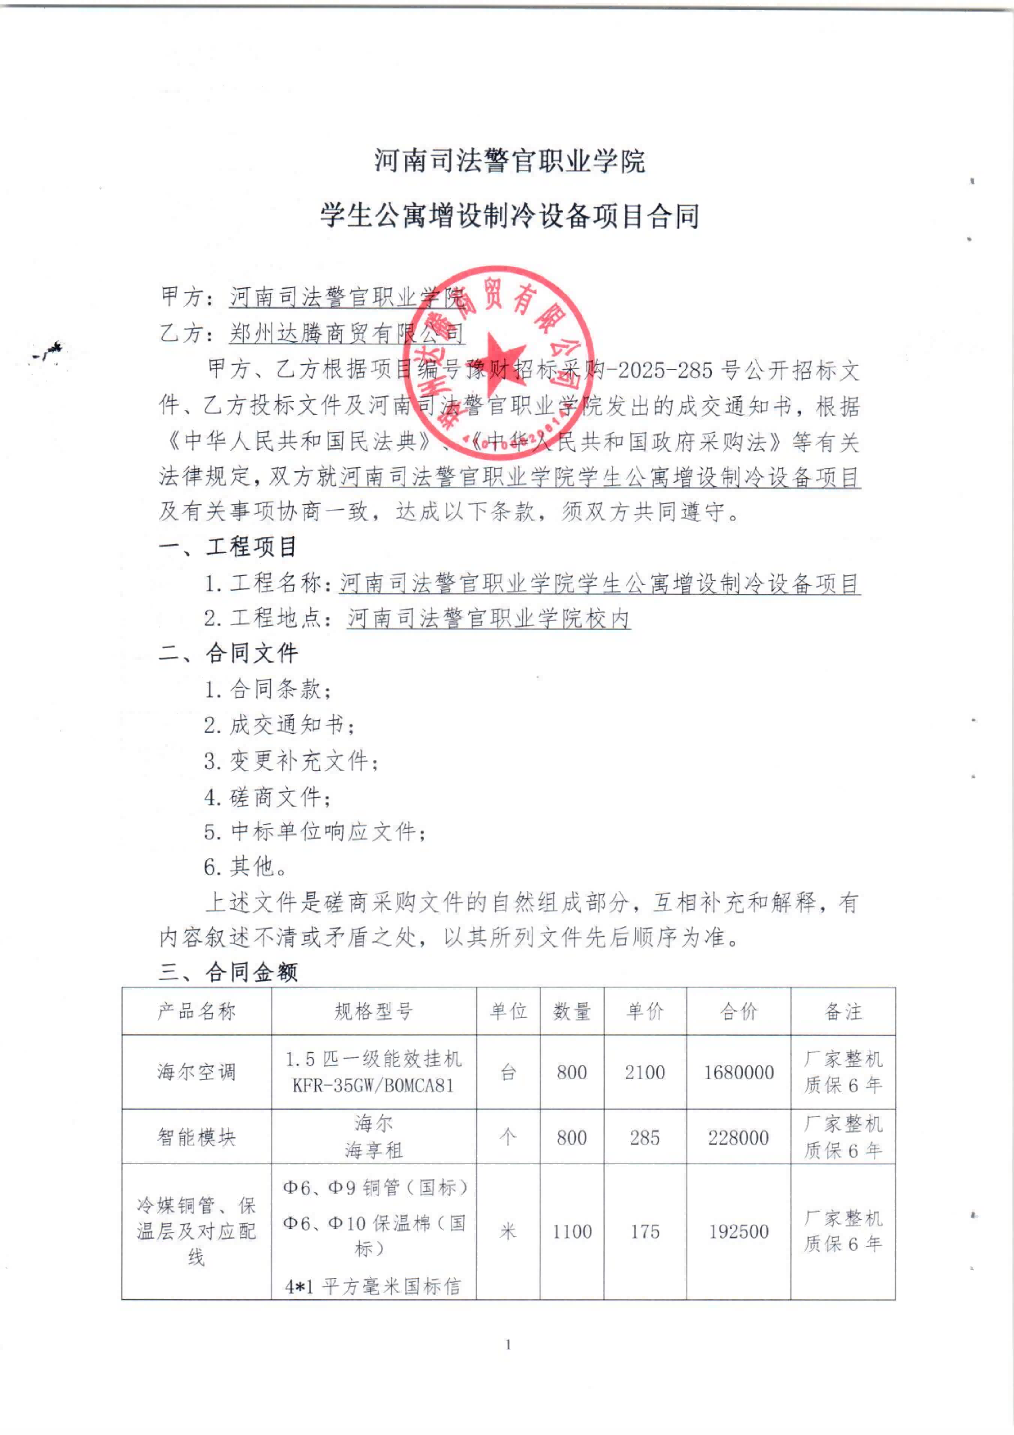 河南司法警官职业学院
学生公寓增设制冷设备项目合同
甲方：河南司法警官职业学院
乙方：郑州达腾商贸有限公司
甲方、乙方根据项目编号豫财招标采购-2025-285 号公开招标文
件、乙方投标文件及河南司法警官职业学院发出的成交通知书，根据
《中华人民共和国民法典》、《中华人民共和国政府采购法》等有关
法律规定，双方就河南司法警官职业学院学生公寓增设制冷设备项目
及有关事项协商一致，达成以下条款，须双方共同遵守。
一、工程项目
1.工程名称：河南司法警官职业学院学生公寓增设制冷设备项目
2.工程地点：河南司法警官职业学院校内
二、合同文件
1.合同条款；
2.成交通知书；
3.变更补充文件；
4.磋商文件；
5.中标单位响应文件；
6.其他。
上述文件是磋商采购文件的自然组成部分，互相补充和解释，有
内容叙述不清或矛盾之处，以其所列文件先后顺序为准。
三、合同金额
产品名称 规格型号 单位 数量 单价 合价 备注
海尔空调 1.5 匹一级能效挂机 KFR-35GW/B0MCA81 台 800 2100 1680000 厂家整机质保 6 年
智能模块 海尔 海享租 个 800 285 228000 厂家整机质保 6 年
冷媒铜管、保温层及对应配线 Φ6、Φ9 铜管（国标） Φ6、Φ10 保温棉（国标） 4*1 平方毫米国标信 米 1100 175 192500 厂家整机质保 6 年
1
郑州达腾商贸有限公司